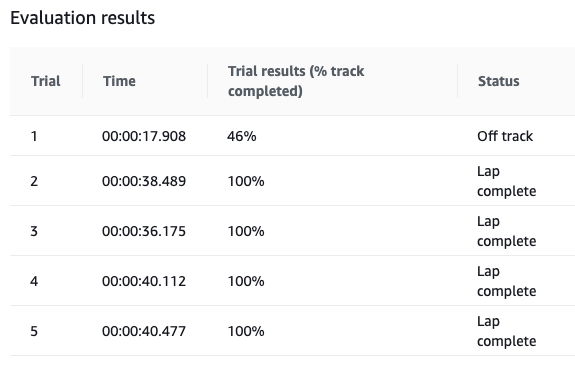 Evaluation results
Trial Time Trial results (% track completed) Status
1 00:00:17.908 46% Off track
2 00:00:38.489 100% Lap complete
3 00:00:36.175 100% Lap complete
4 00:00:40.112 100% Lap complete
5 00:00:40.477 100% Lap complete